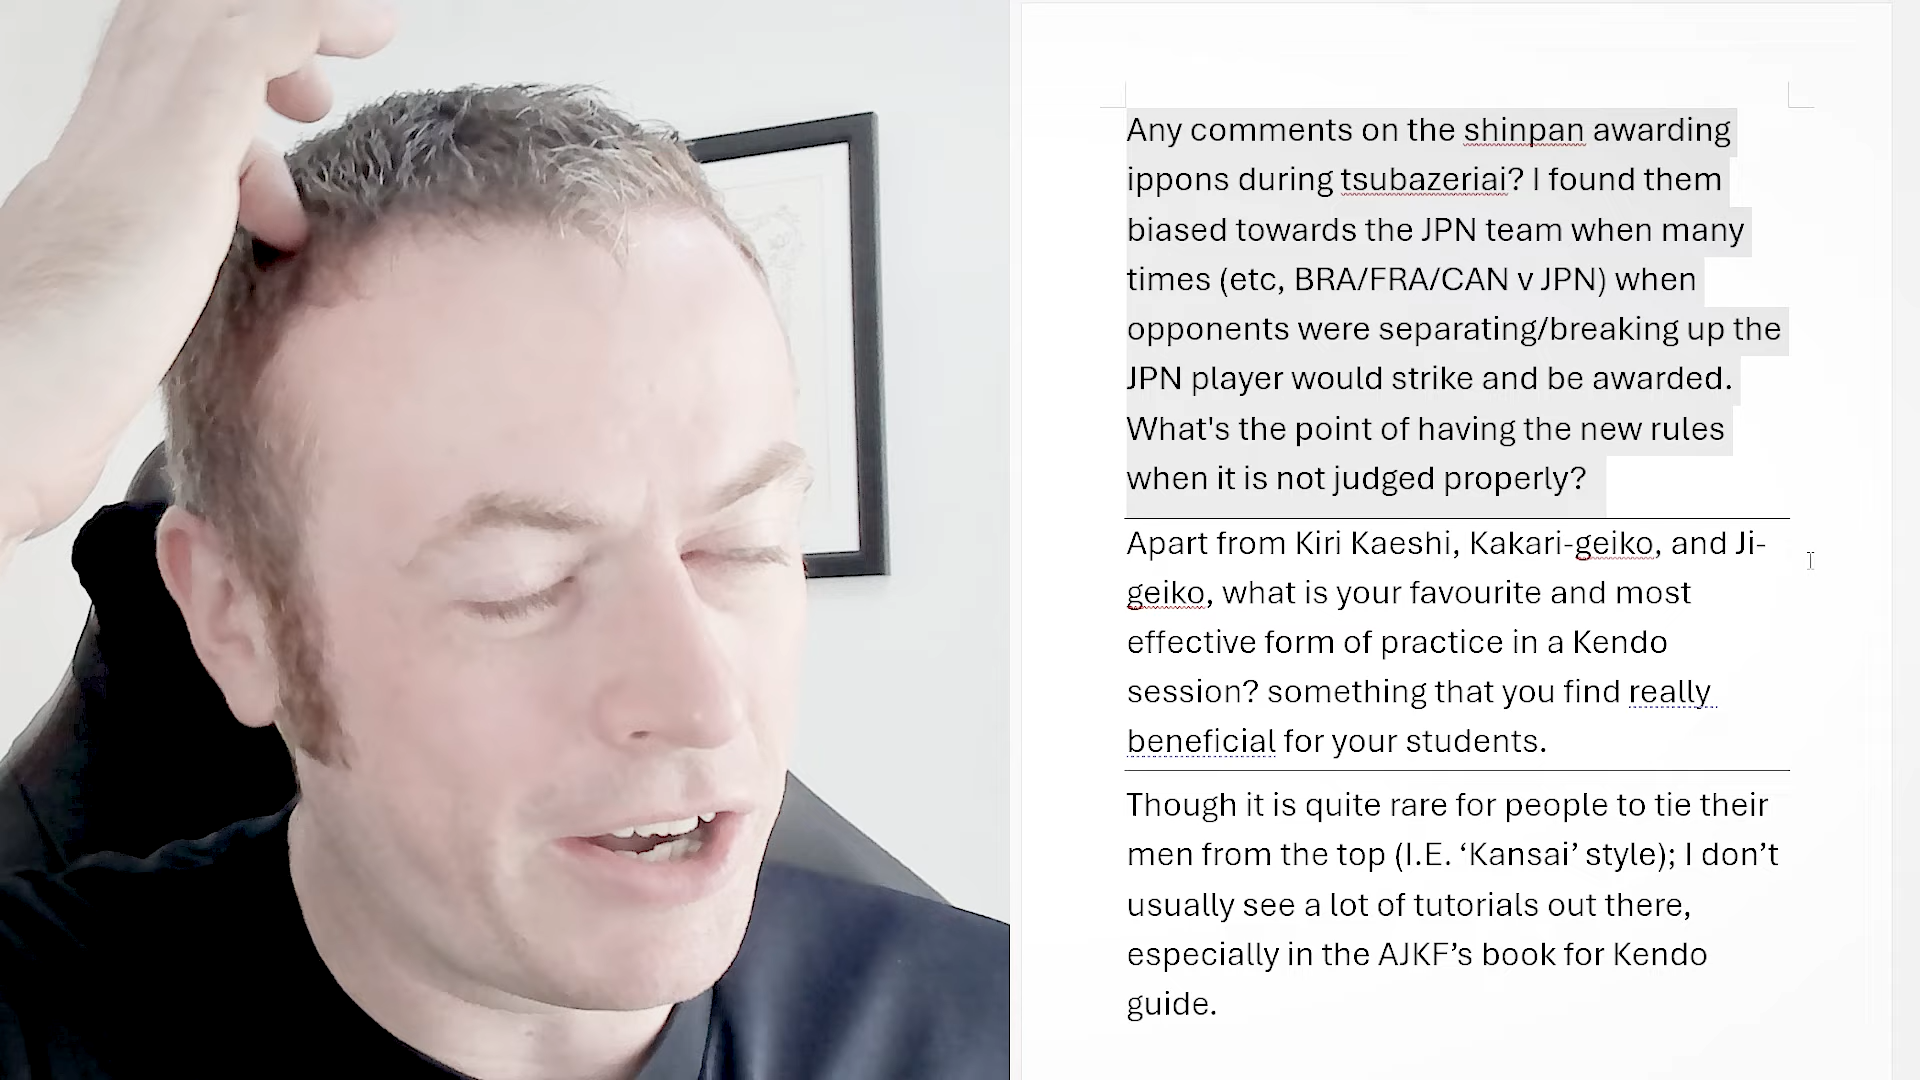 Any comments on the shinpan awarding
ippons during tsubazeriai? I found them
biased towards the JPN team when many
times (etc, BRA/FRA/CAN v JPN) when
opponents were separating/breaking up the
JPN player would strike and be awarded.
What's the point of having the new rules
when it is not judged properly?
Apart from Kiri Kaeshi, Kakari-geiko, and Ji-
geiko, what is your favourite and most
effective form of practice in a Kendo
session? something that you find really
beneficial for your students.
Though it is quite rare for people to tie their
men from the top (I.E. ‘Kansai’ style); I don’t
usually see a lot of tutorials out there,
especially in the AJKF’s book for Kendo
guide.